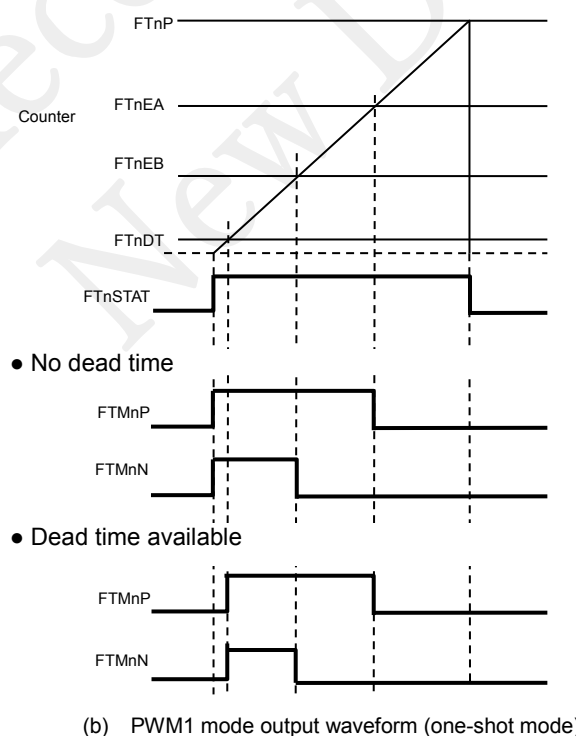 FTnP
Counter
FTnEA
FTnEB
FTnDT
FTnSTAT
● No dead time
FTMnP
FTMnN
● Dead time available
FTMnP
FTMnN
(b) PWM1 mode output waveform (one-shot mode)
New D